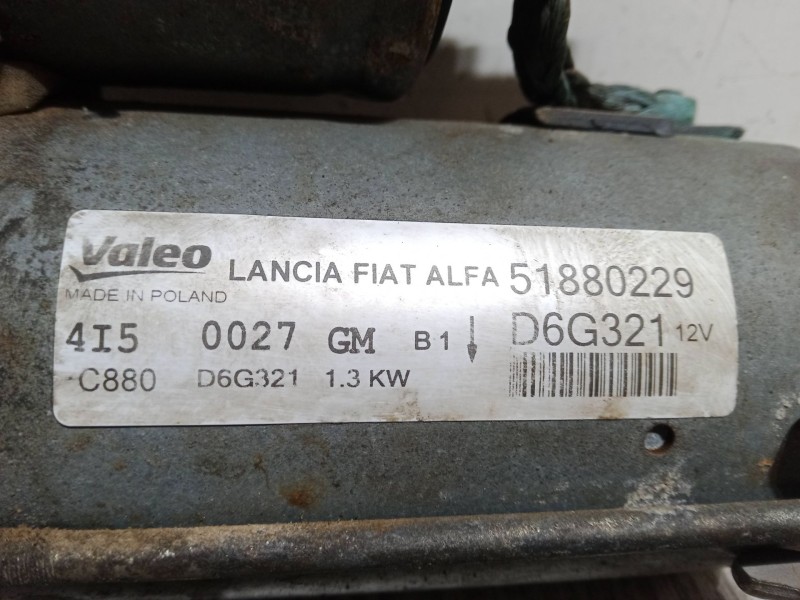 Valeo LANCIA FIAT ALFA 51880229
MADE IN POLAND
4I5 0027 GM B1 D6G321 12V
C880 D6G321 1.3 KW